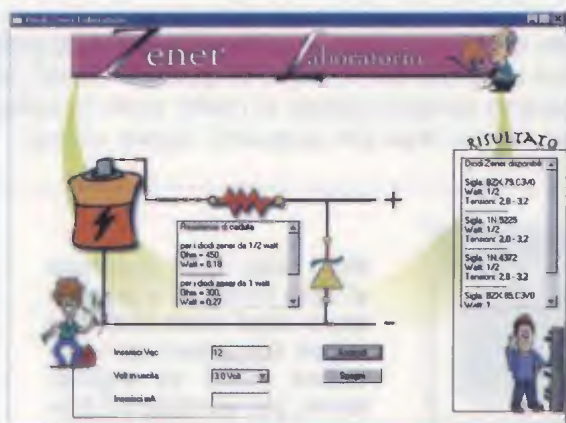 Zener Laboratorio
RISULTATO
Diodi Zener disponibili
Sigla: BZX.79.C3V0
Watt: 1/2
Tensioni: 2,8 - 3,2
Sigla: 1N.5225
Watt: 1/2
Tensioni: 2,8 - 3,2
Sigla: 1N.4372
Watt: 1/2
Tensioni: 2,8 - 3,2
Sigla: BZX.85.C3V0
Watt: 1
+
Resistenze di caduta
per i diodi zener da 1/2 watt
Ohm = 450,
Watt = 0,18
per i diodi zener da 1 watt
Ohm = 300,
Watt = 0,27
-
Inserisci Vcc
12
Volt in uscita
3.0 Volt
Spegni
Inserisci mA